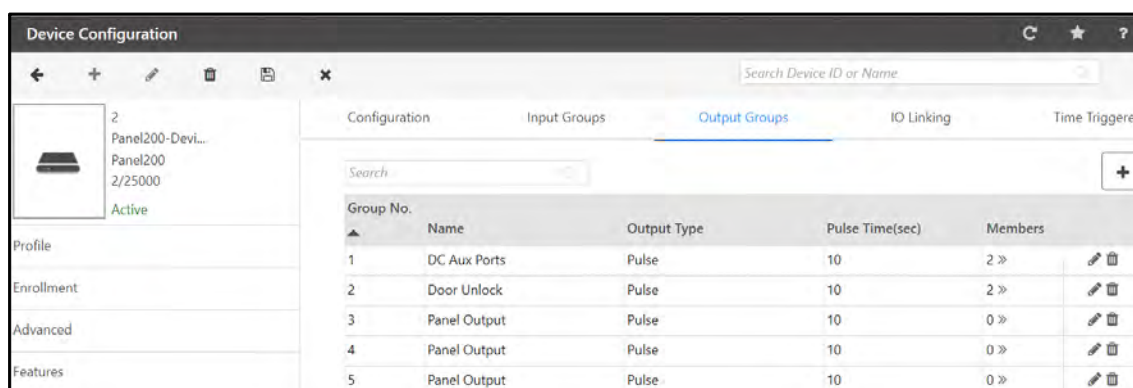 Device Configuration
?
Search Device ID or Name
2
Panel200-Devi...
Panel200
2/25000
Active
Profile
Enrollment
Advanced
Features
Configuration Input Groups Output Groups IO Linking Time Triggere
Search
Group No. Name Output Type Pulse Time(sec) Members
1 DC Aux Ports Pulse 10 2 »
2 Door Unlock Pulse 10 2 »
3 Panel Output Pulse 10 0 »
4 Panel Output Pulse 10 0 »
5 Panel Output Pulse 10 0 »